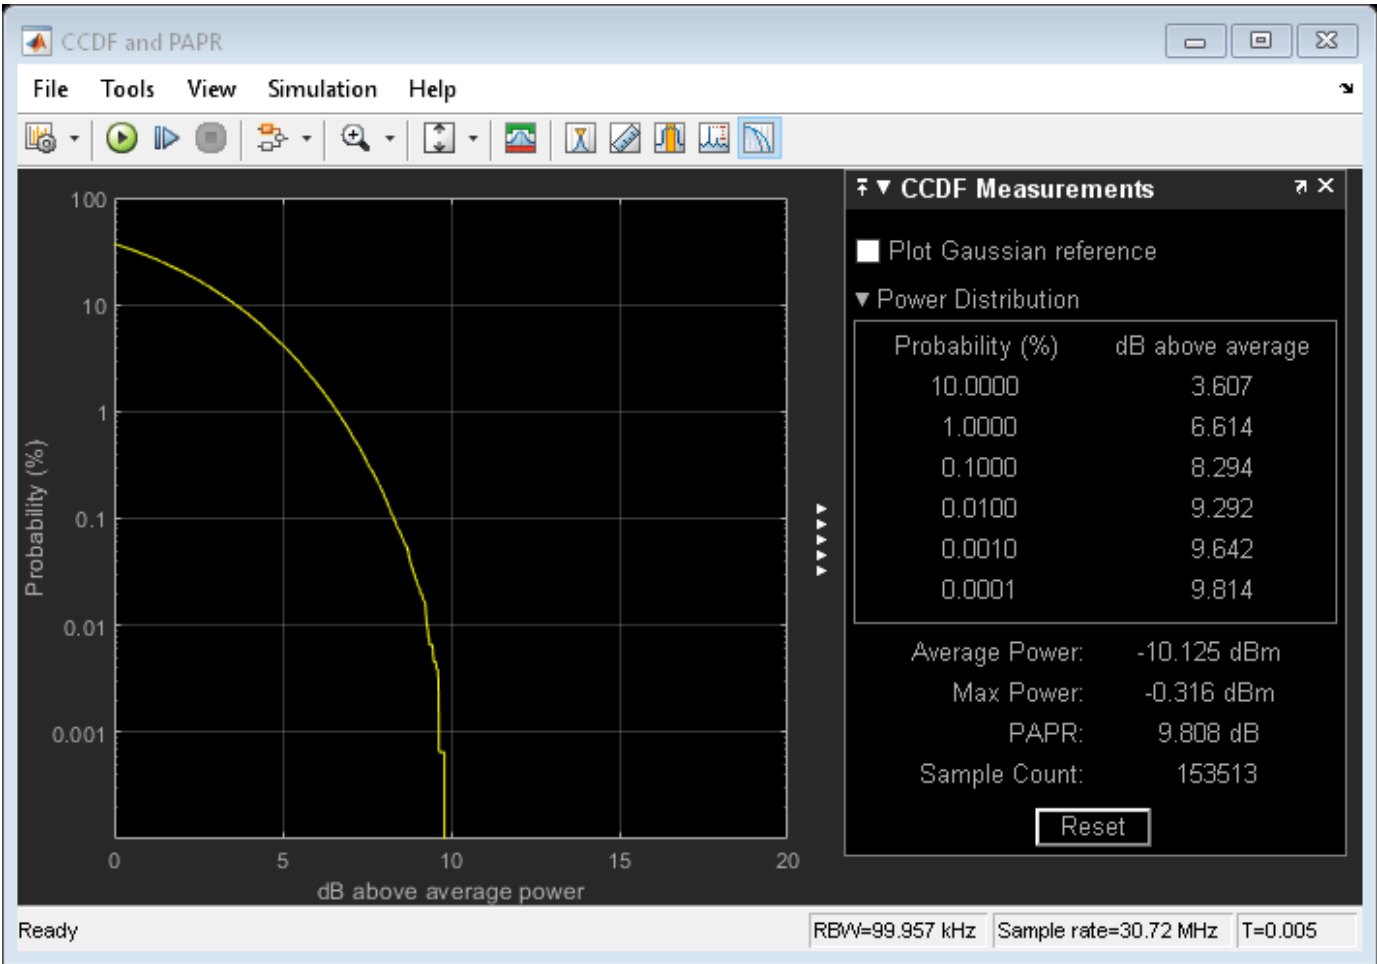 CCDF and PAPR
File Tools View Simulation Help
100
10
1
0.1
0.01
0.001
Probability (%)
0 5 10 15 20
dB above average power
CCDF Measurements
Plot Gaussian reference
Power Distribution
Probability (%) dB above average
10.0000 3.607
1.0000 6.614
0.1000 8.294
0.0100 9.292
0.0010 9.642
0.0001 9.814
Average Power: -10.125 dBm
Max Power: -0.316 dBm
PAPR: 9.808 dB
Sample Count: 153513
Reset
Ready RBW=99.957 kHz Sample rate=30.72 MHz T=0.005